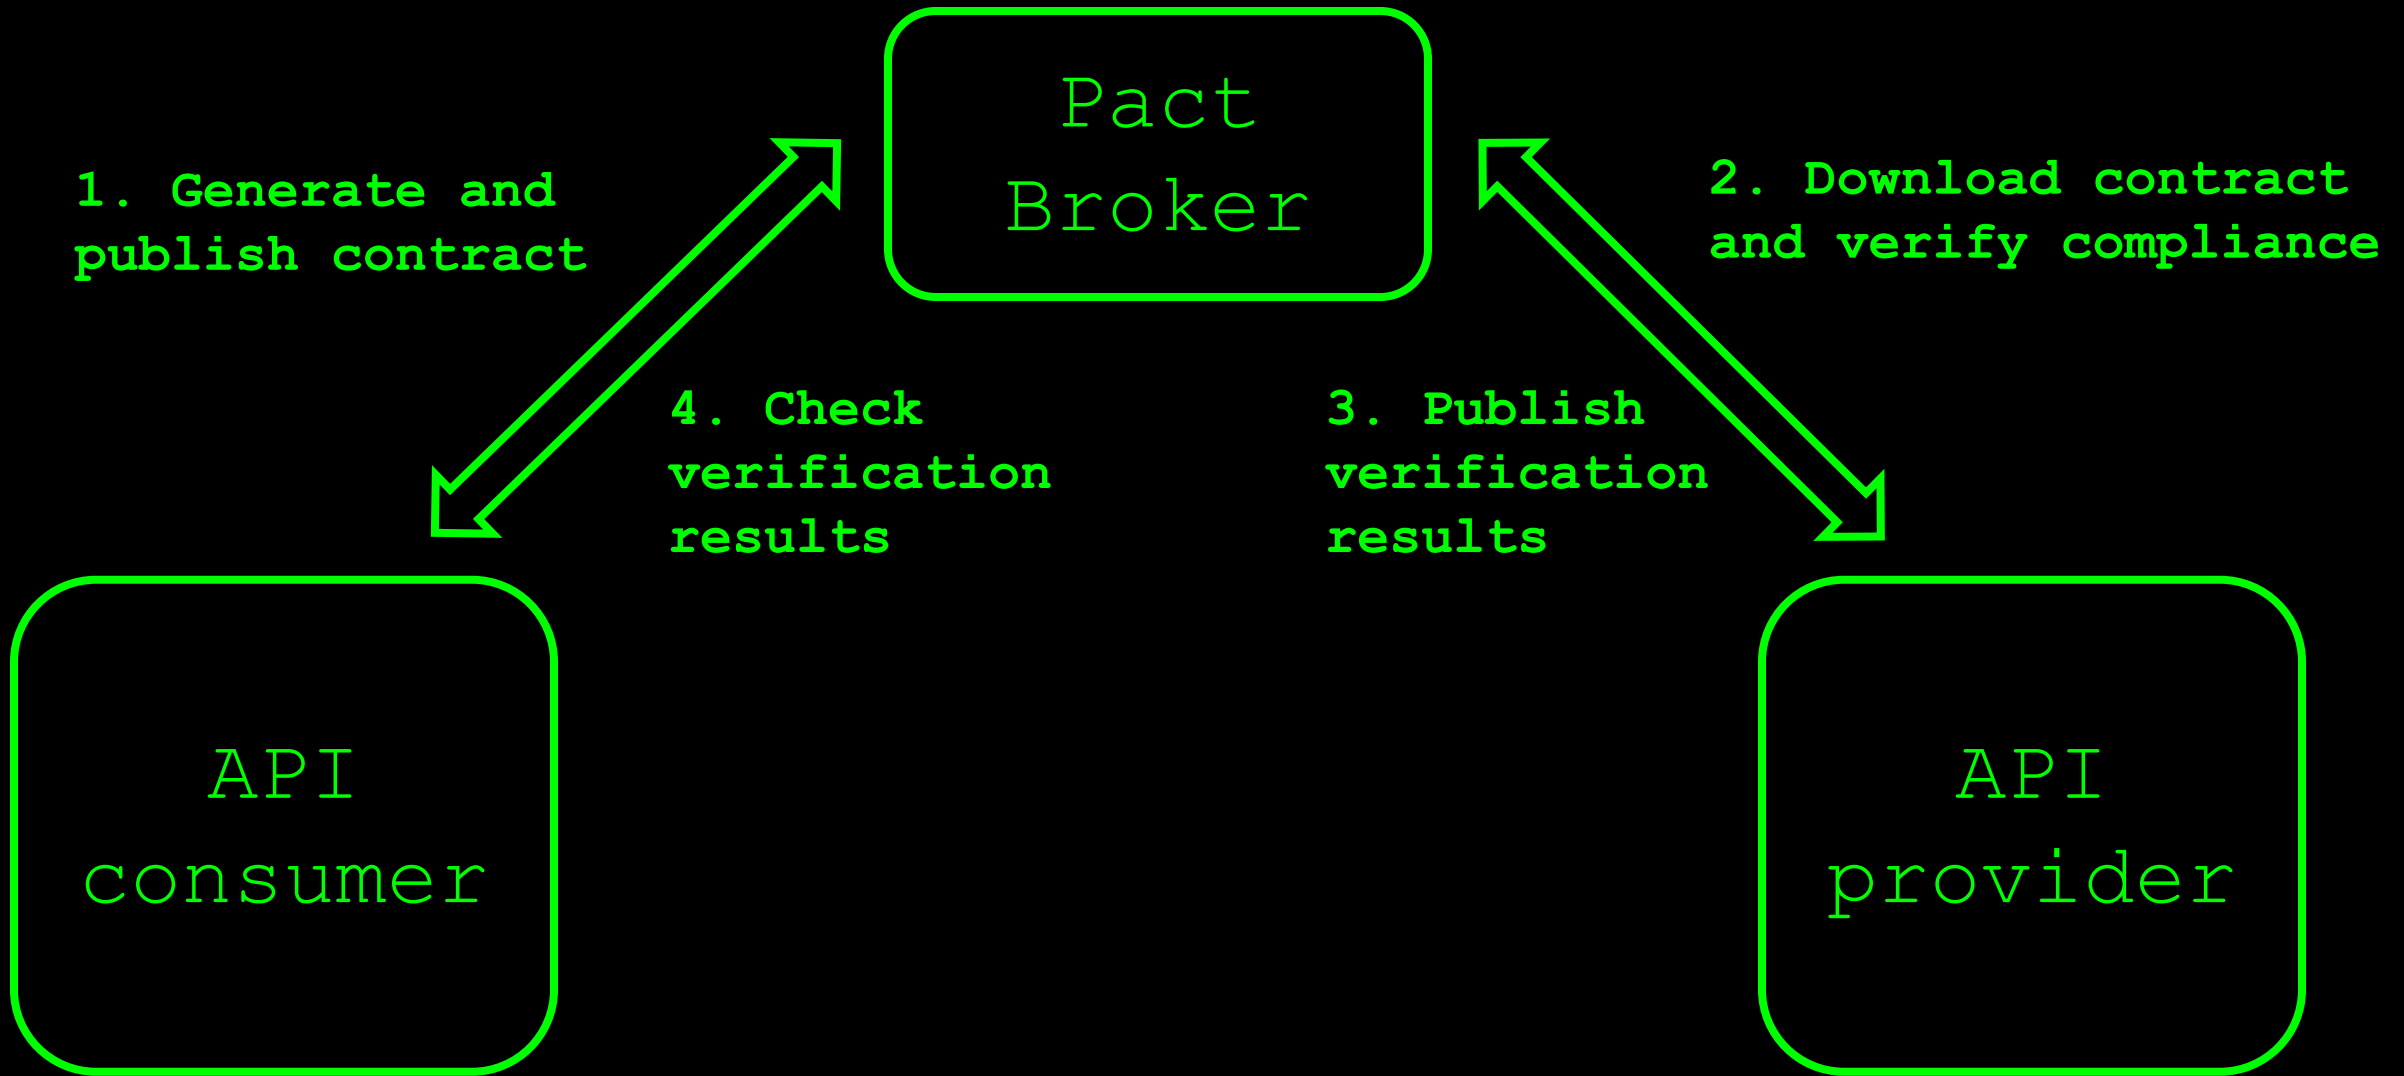 Pact
Broker
1. Generate and
publish contract
2. Download contract
and verify compliance
4. Check
verification
results
3. Publish
verification
results
API
consumer
API
provider